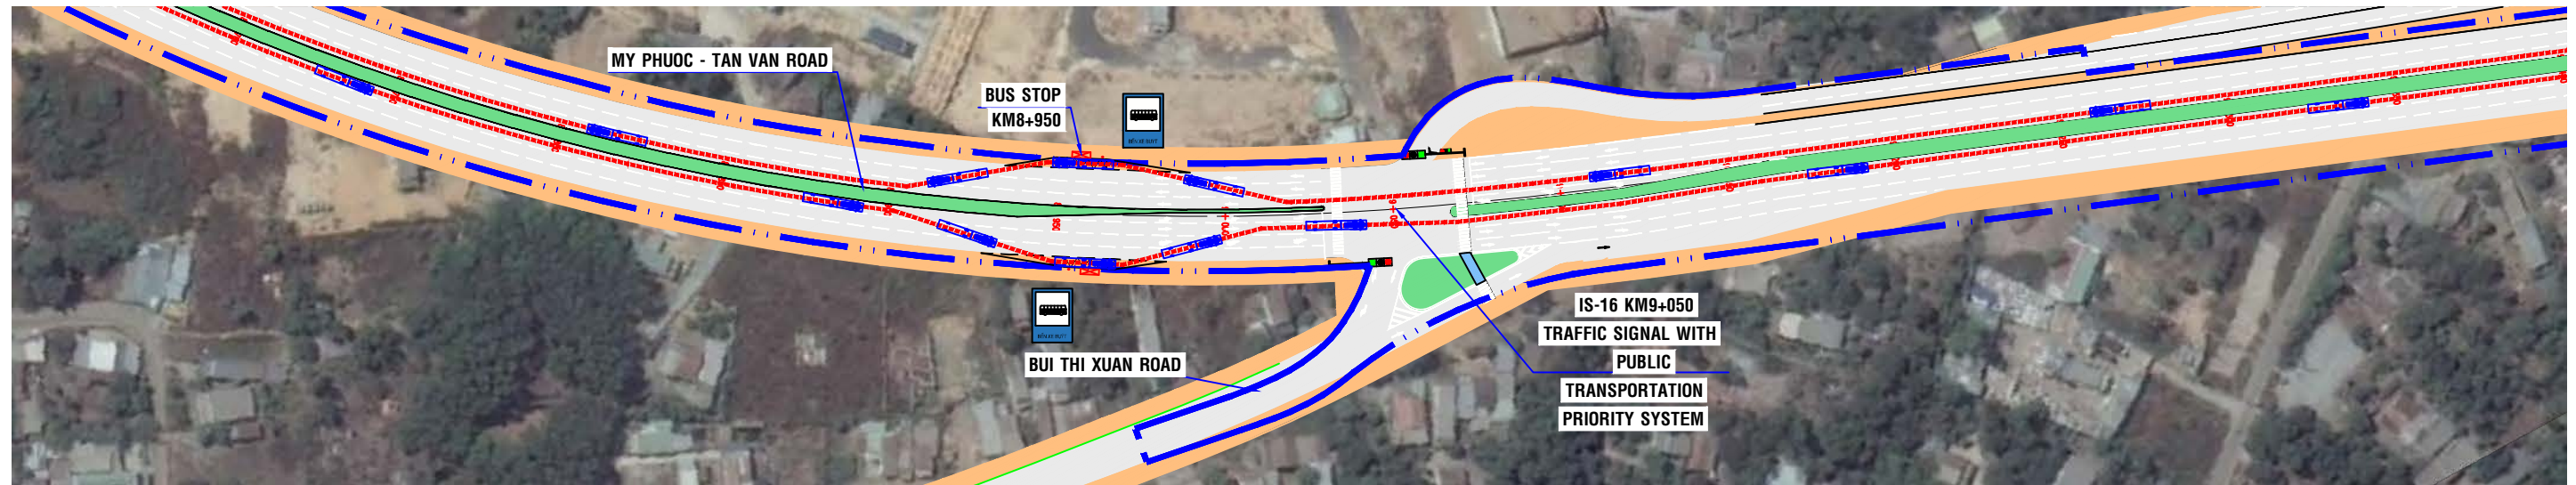 MY PHUOC - TAN VAN ROAD
BUS STOP
KM8+950
BUI THI XUAN ROAD
IS-16 KM9+050
TRAFFIC SIGNAL WITH
PUBLIC
TRANSPORTATION
PRIORITY SYSTEM